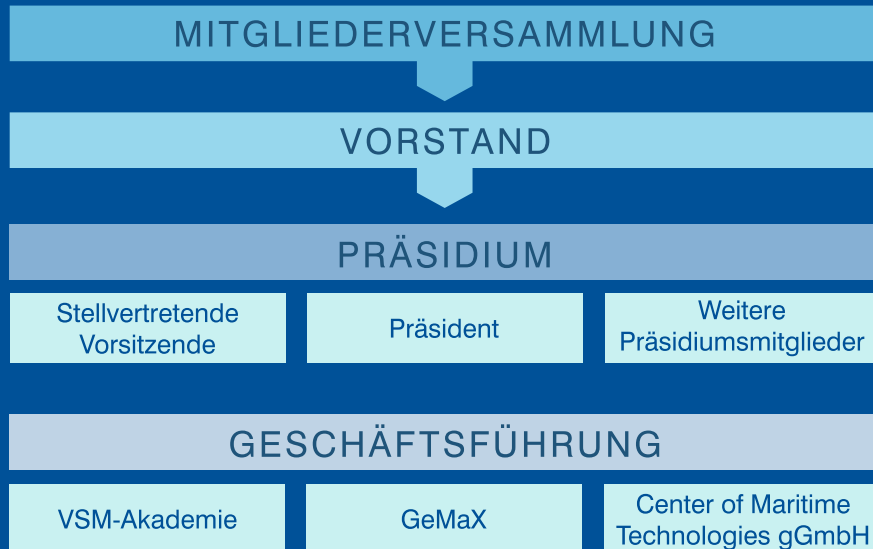 MITGLIEDERVERSAMMLUNG
VORSTAND
PRÄSIDIUM
Stellvertretende
Vorsitzende
Präsident
Weitere
Präsidiumsmitglieder
GESCHÄFTSFÜHRUNG
VSM-Akademie
GeMaX
Center of Maritime
Technologies gGmbH